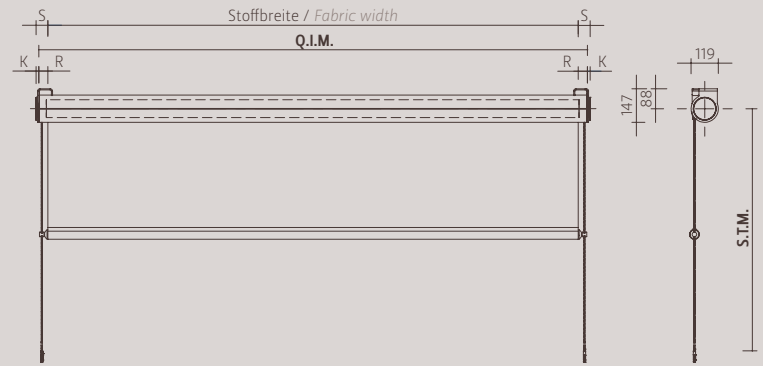 S Stoffbreite / Fabric width S
Q.I.M.
K R R K
119
147
88
S.T.M.